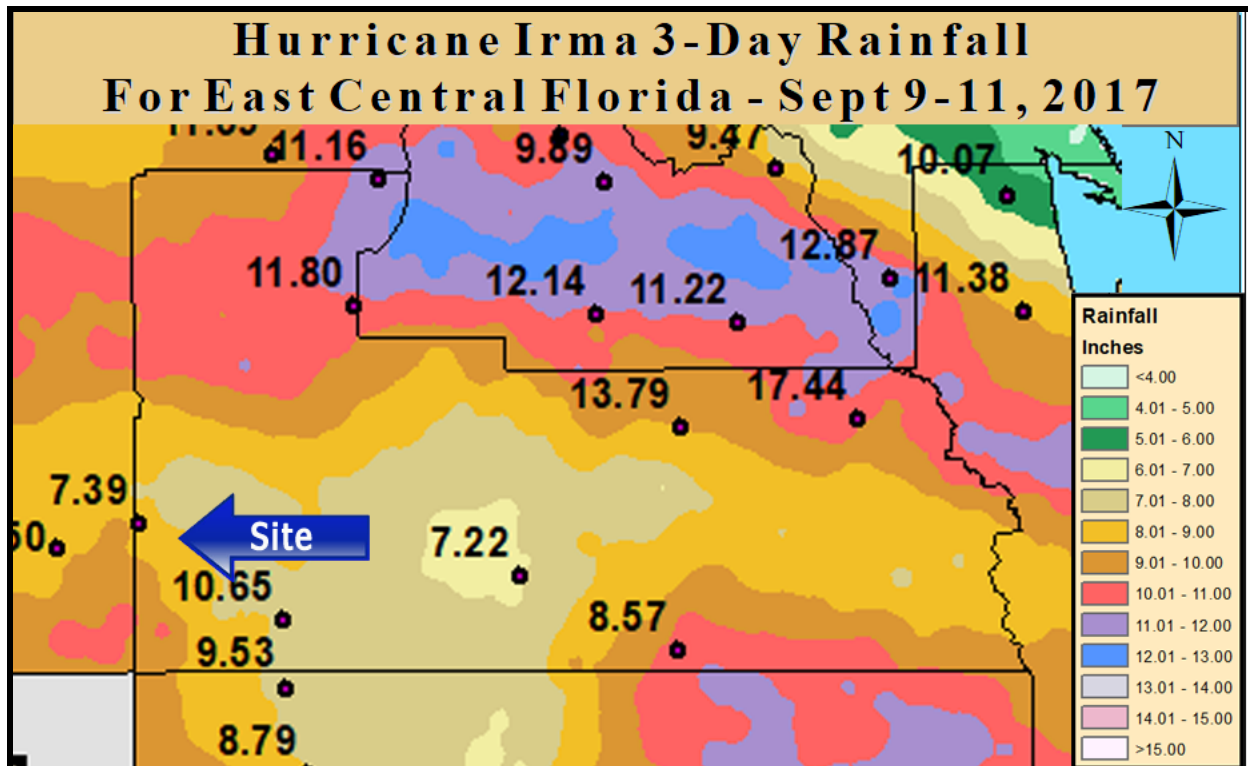 Hurricane Irma 3-Day Rainfall
For East Central Florida - Sept 9-11, 2017
11.16
9.89
9.47
10.07
N
11.80
12.14
11.22
12.87
11.38
13.79
17.44
7.39
Site
7.22
10.65
8.57
9.53
8.79
Rainfall
Inches
<4.00
4.01 - 5.00
5.01 - 6.00
6.01 - 7.00
7.01 - 8.00
8.01 - 9.00
9.01 - 10.00
10.01 - 11.00
11.01 - 12.00
12.01 - 13.00
13.01 - 14.00
14.01 - 15.00
>15.00